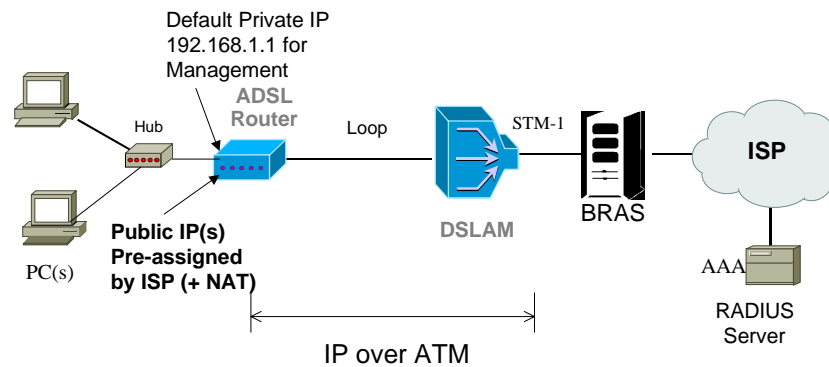 Default Private IP
192.168.1.1 for
Management
ADSL
Router
Hub
Loop
STM-1
ISP
BRAS
DSLAM
Public IP(s)
Pre-assigned
by ISP (+ NAT)
PC(s)
AAA
RADIUS
Server
IP over ATM